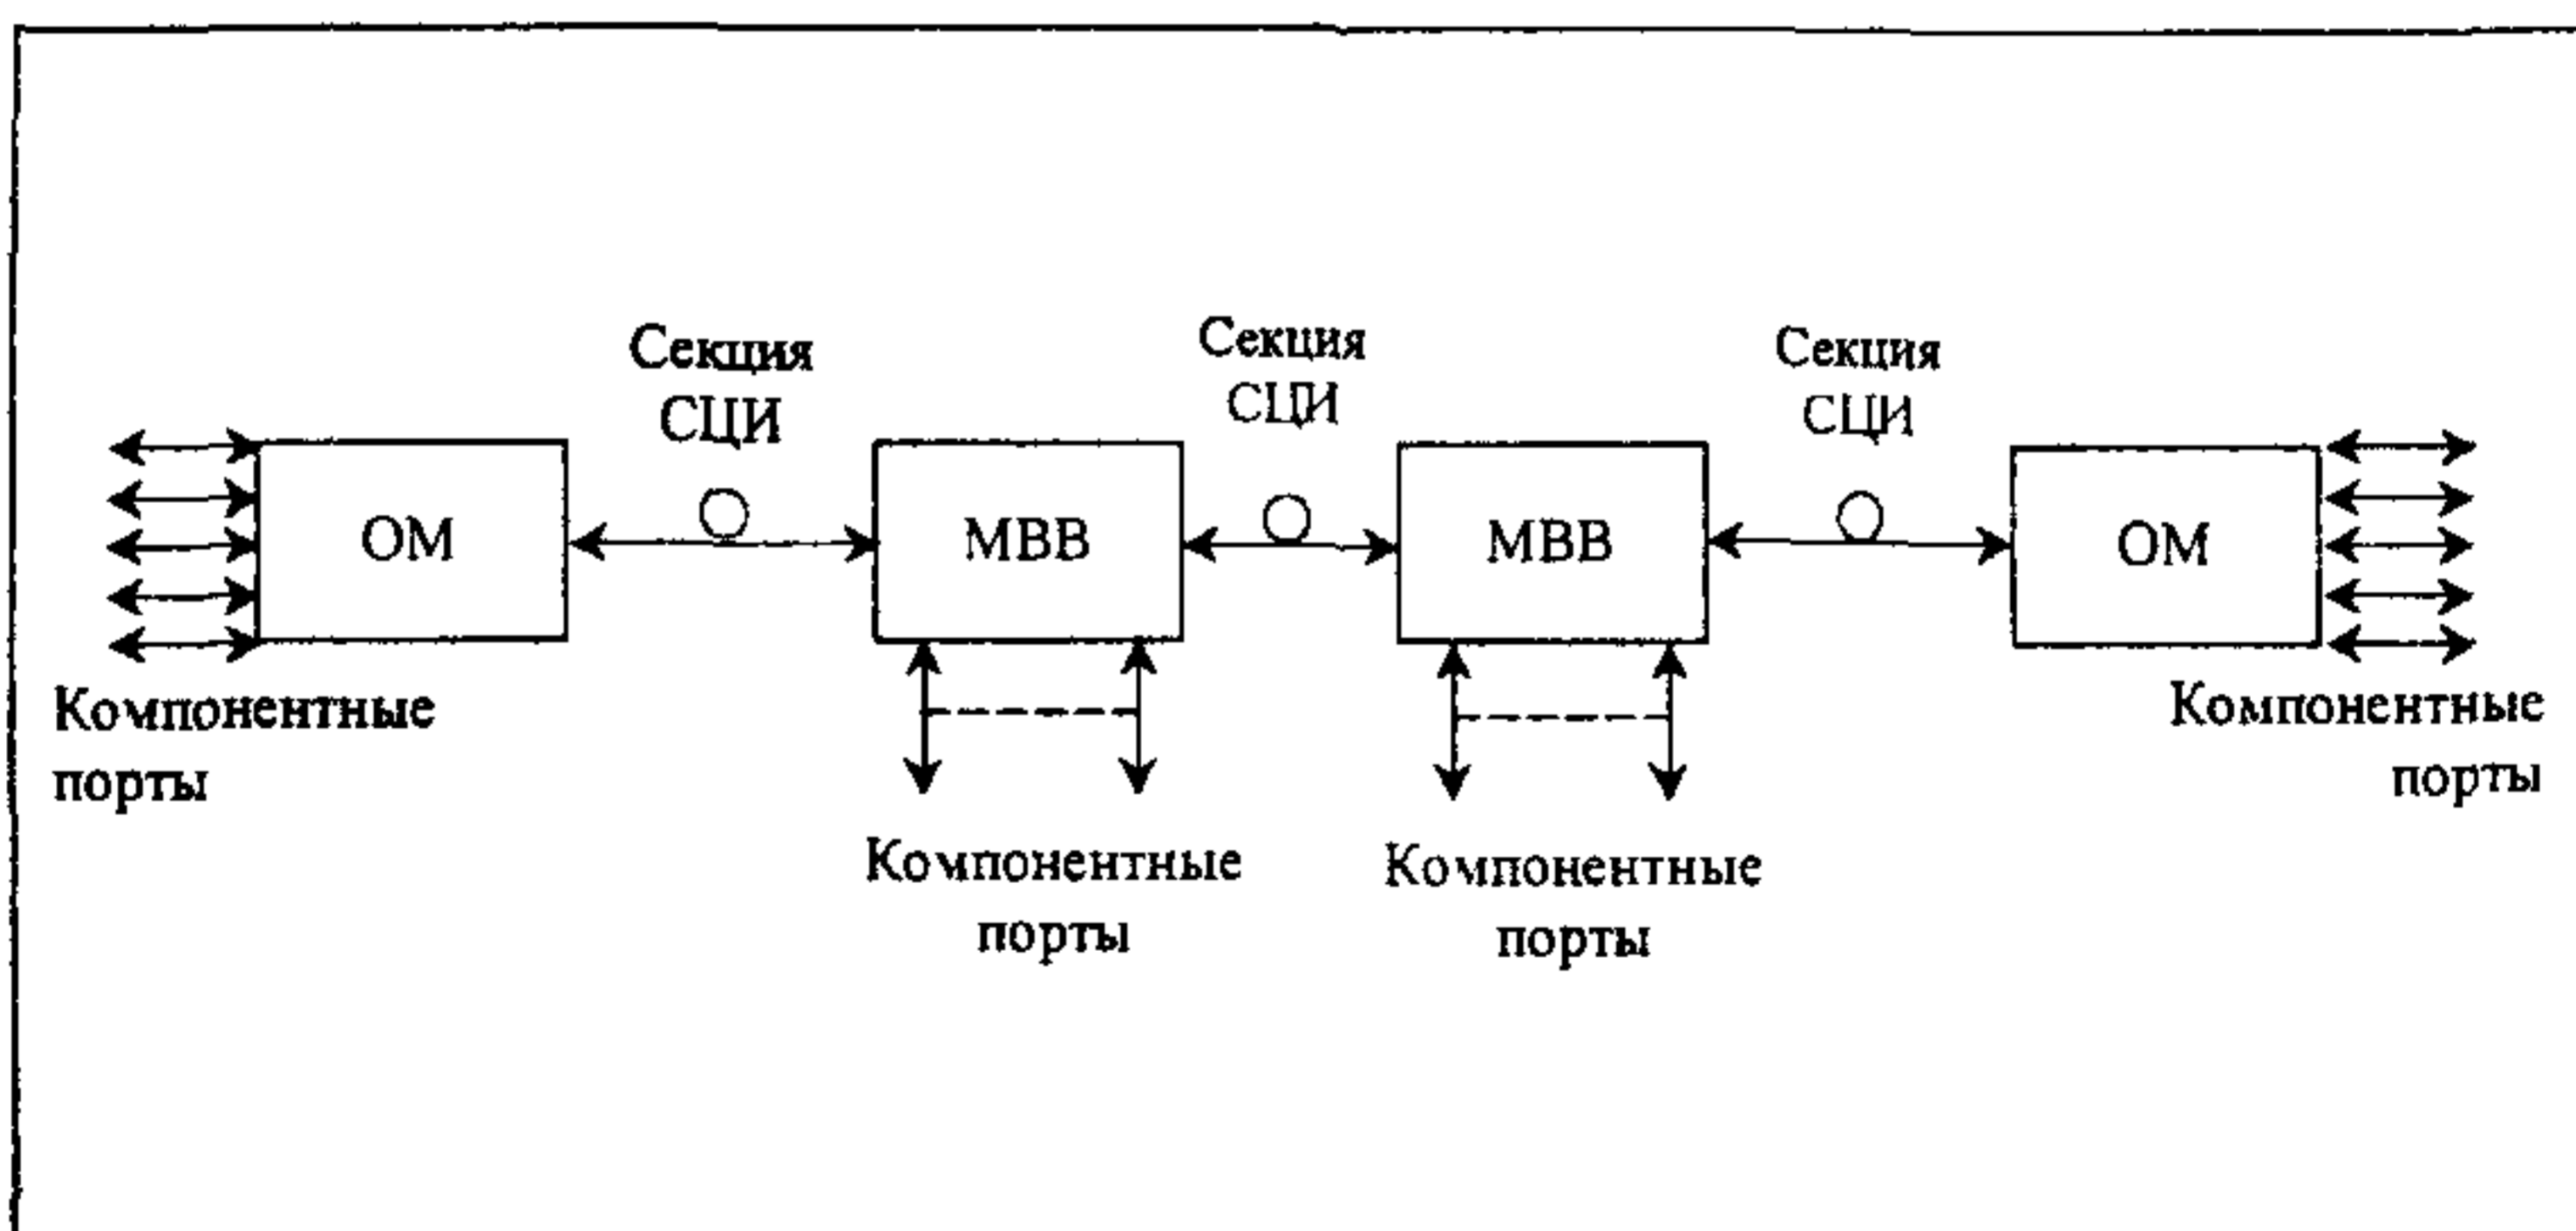 Секция
СЦИ
Секция
СЦИ
Секция
СЦИ
ОМ
МВВ
МВВ
ОМ
Компонентные
порты
Компонентные
порты
Компонентные
порты
Компонентные
порты